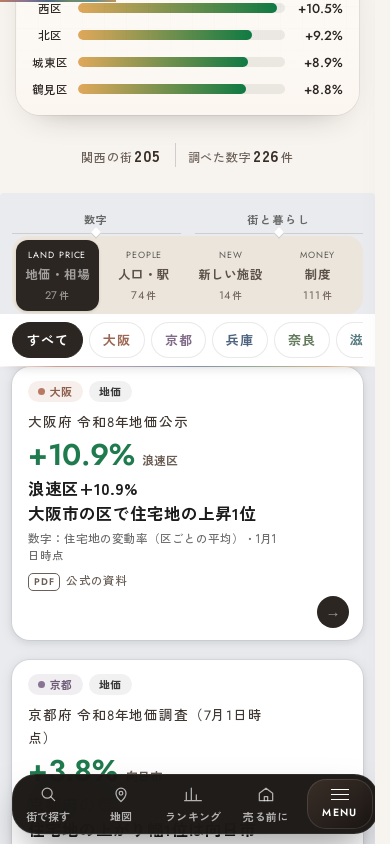 西区 +10.5%
北区 +9.2%
城東区 +8.9%
鶴見区 +8.8%
関西の街 205 調べた数字 226 件
数字 街と暮らし
LAND PRICE PEOPLE NEW MONEY
地価・相場 人口・駅 新しい施設 制度
27 件 74 件 14 件 111 件
すべて 大阪 京都 兵庫 奈良 滋
大阪 地価
大阪府 令和8年地価公示
+10.9% 浪速区
浪速区+10.9%
大阪市の区で住宅地の上昇1位
数字：住宅地の変動率（区ごとの平均）・1月1
日時点
PDF 公式の資料
→
京都 地価
京都府 令和8年地価調査（7月1日時
点）
+3.8%
街で探す 地図 ランキング 売る前に MENU